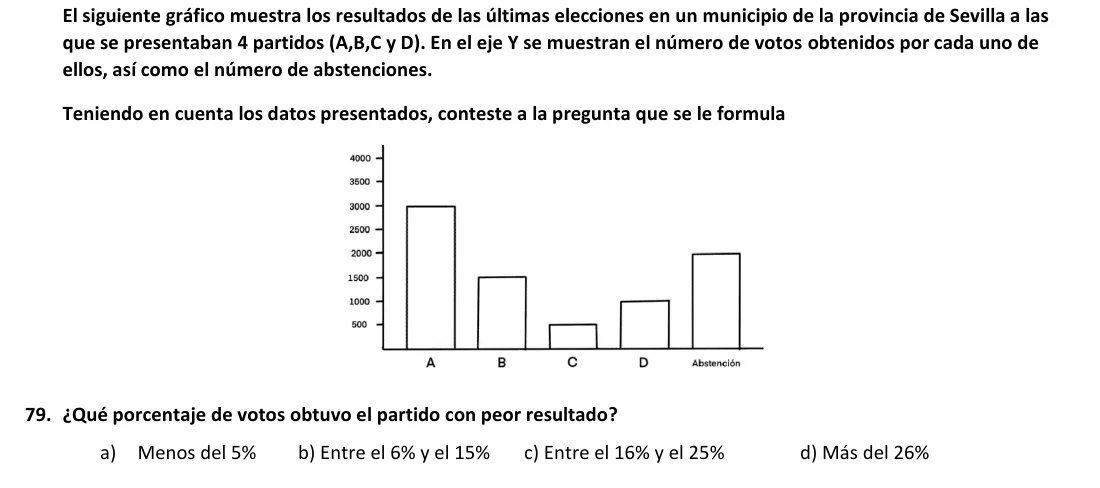 El siguiente gráfico muestra los resultados de las últimas elecciones en un municipio de la provincia de Sevilla a las
que se presentaban 4 partidos (A,B,C y D). En el eje Y se muestran el número de votos obtenidos por cada uno de
ellos, así como el número de abstenciones.
Teniendo en cuenta los datos presentados, conteste a la pregunta que se le formula
4000
3500
3000
2500
2000
1500
1000
500
A B C D Abstención
79. ¿Qué porcentaje de votos obtuvo el partido con peor resultado?
a) Menos del 5% b) Entre el 6% y el 15% c) Entre el 16% y el 25% d) Más del 26%